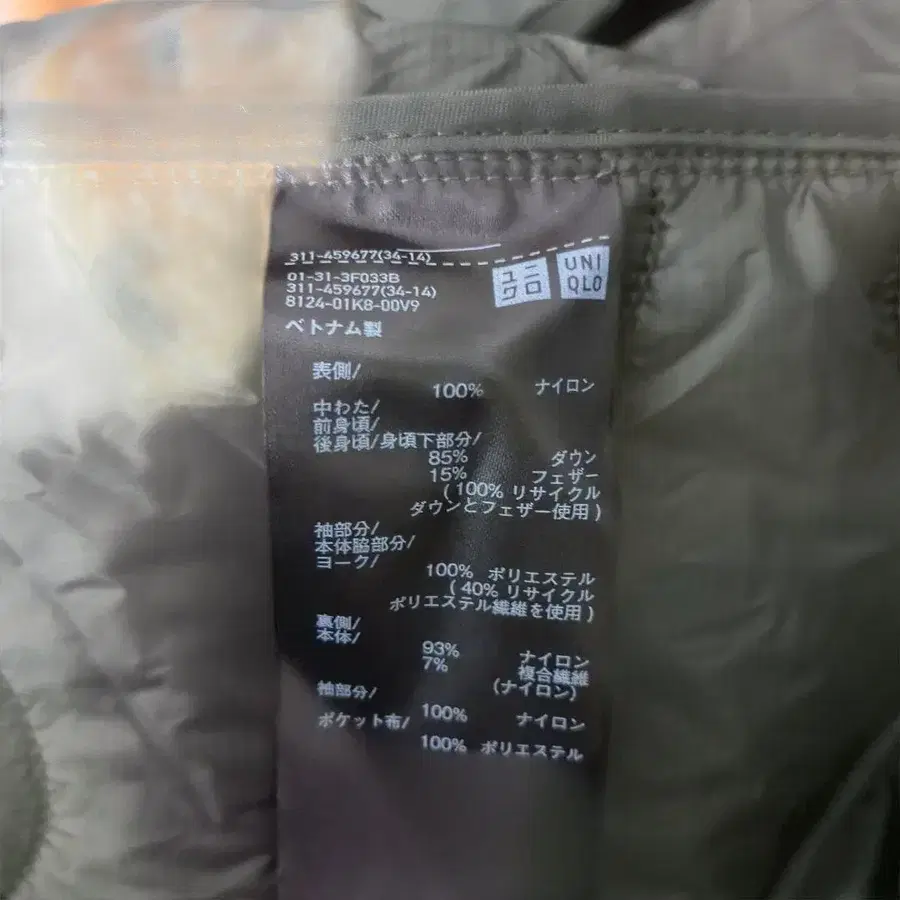 311-459677(34-14)
ユニクロ
UNIQLO
01-31-3F033B
311-459677(34-14)
8124-01K8-00V9
ベトナム製
表側/
100% ナイロン
中わた/
前身頃/
後身頃/身頃下部分/
85% ダウン
15% フェザー
(100% リサイクル
ダウンとフェザー使用)
袖部分/
本体脇部分/
ヨーク/
100% ポリエステル
(40% リサイクル
ポリエステル繊維を使用)
裏側/
本体/
93% ナイロン
7% 複合繊維
(ナイロン)
袖部分/
100% ナイロン
ポケット布/
100% ポリエステル